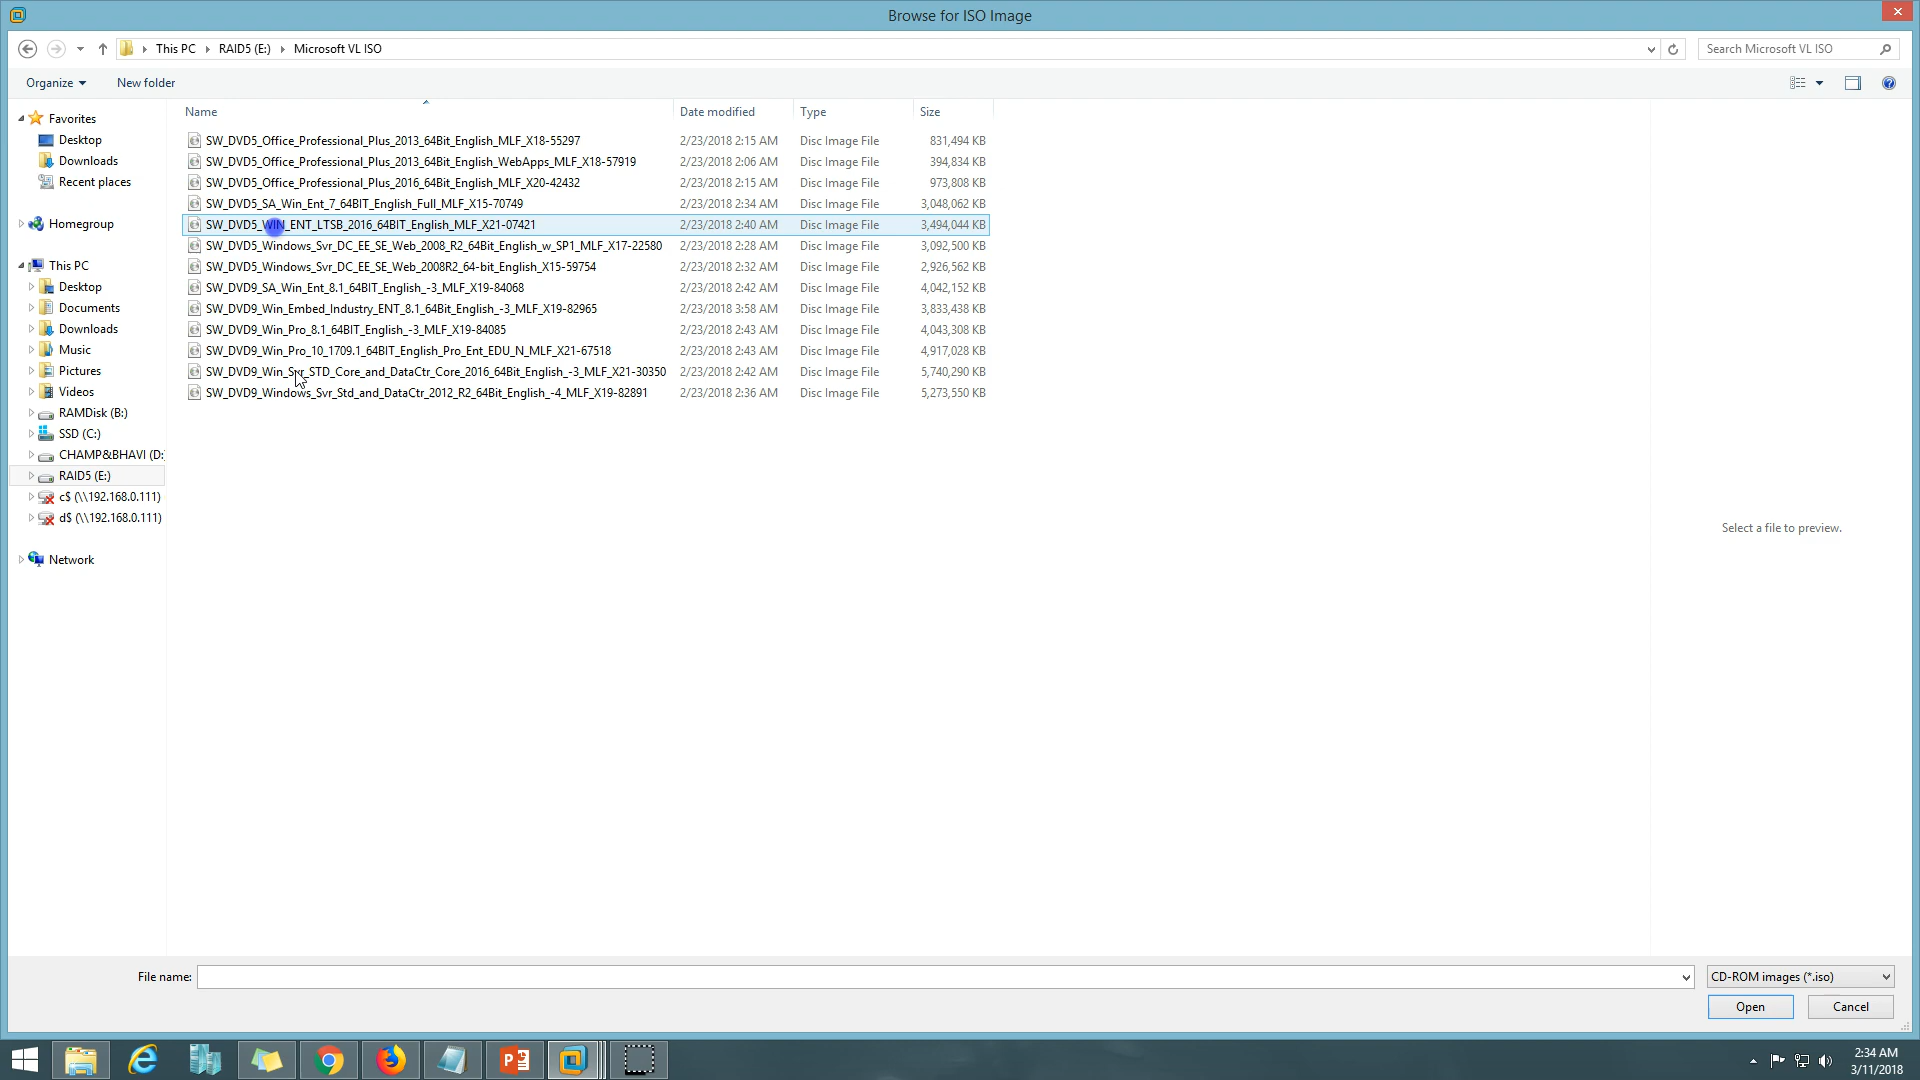 Browse for ISO Image
This PC RAID5 (E:) Microsoft VL ISO
Search Microsoft VL ISO
Organize New folder
Name Date modified Type Size
SW_DVD5_Office_Professional_Plus_2013_64Bit_English_MLF_X18-55297 2/23/2018 2:15 AM Disc Image File 831,494 KB
SW_DVD5_Office_Professional_Plus_2013_64Bit_English_WebApps_MLF_X18-57919 2/23/2018 2:06 AM Disc Image File 394,834 KB
SW_DVD5_Office_Professional_Plus_2016_64Bit_English_MLF_X20-42432 2/23/2018 2:15 AM Disc Image File 973,808 KB
SW_DVD5_SA_Win_Ent_7_64BIT_English_Full_MLF_X15-70749 2/23/2018 2:34 AM Disc Image File 3,048,062 KB
SW_DVD5_WIN_ENT_LTSB_2016_64BIT_English_MLF_X21-07421 2/23/2018 2:40 AM Disc Image File 3,494,044 KB
SW_DVD5_Windows_Svr_DC_EE_SE_Web_2008_R2_64Bit_English_w_SP1_MLF_X17-22580 2/23/2018 2:28 AM Disc Image File 3,092,500 KB
SW_DVD5_Windows_Svr_DC_EE_SE_Web_2008R2_64-bit_English_X15-59754 2/23/2018 2:32 AM Disc Image File 2,926,562 KB
SW_DVD9_SA_Win_Ent_8.1_64BIT_English_-3_MLF_X19-84068 2/23/2018 2:42 AM Disc Image File 4,042,152 KB
SW_DVD9_Win_Embed_Industry_ENT_8.1_64Bit_English_-3_MLF_X19-82965 2/23/2018 3:58 AM Disc Image File 3,833,438 KB
SW_DVD9_Win_Pro_8.1_64BIT_English_-3_MLF_X19-84085 2/23/2018 2:43 AM Disc Image File 4,043,308 KB
SW_DVD9_Win_Pro_10_1709.1_64BIT_English_Pro_Ent_EDU_N_MLF_X21-67518 2/23/2018 2:43 AM Disc Image File 4,917,028 KB
SW_DVD9_Win_Svr_STD_Core_and_DataCtr_Core_2016_64Bit_English_-3_MLF_X21-30350 2/23/2018 2:42 AM Disc Image File 5,740,290 KB
SW_DVD9_Windows_Svr_Std_and_DataCtr_2012_R2_64Bit_English_-4_MLF_X19-82891 2/23/2018 2:36 AM Disc Image File 5,273,550 KB
Favorites
Desktop
Downloads
Recent places
Homegroup
This PC
Desktop
Documents
Downloads
Music
Pictures
Videos
RAMDisk (B:)
SSD (C:)
CHAMP&BHAVI (D:
RAID5 (E:)
c$ (\\192.168.0.111)
d$ (\\192.168.0.111)
Network
Select a file to preview.
File name:
CD-ROM images (*.iso)
Open Cancel
2:34 AM
3/11/2018